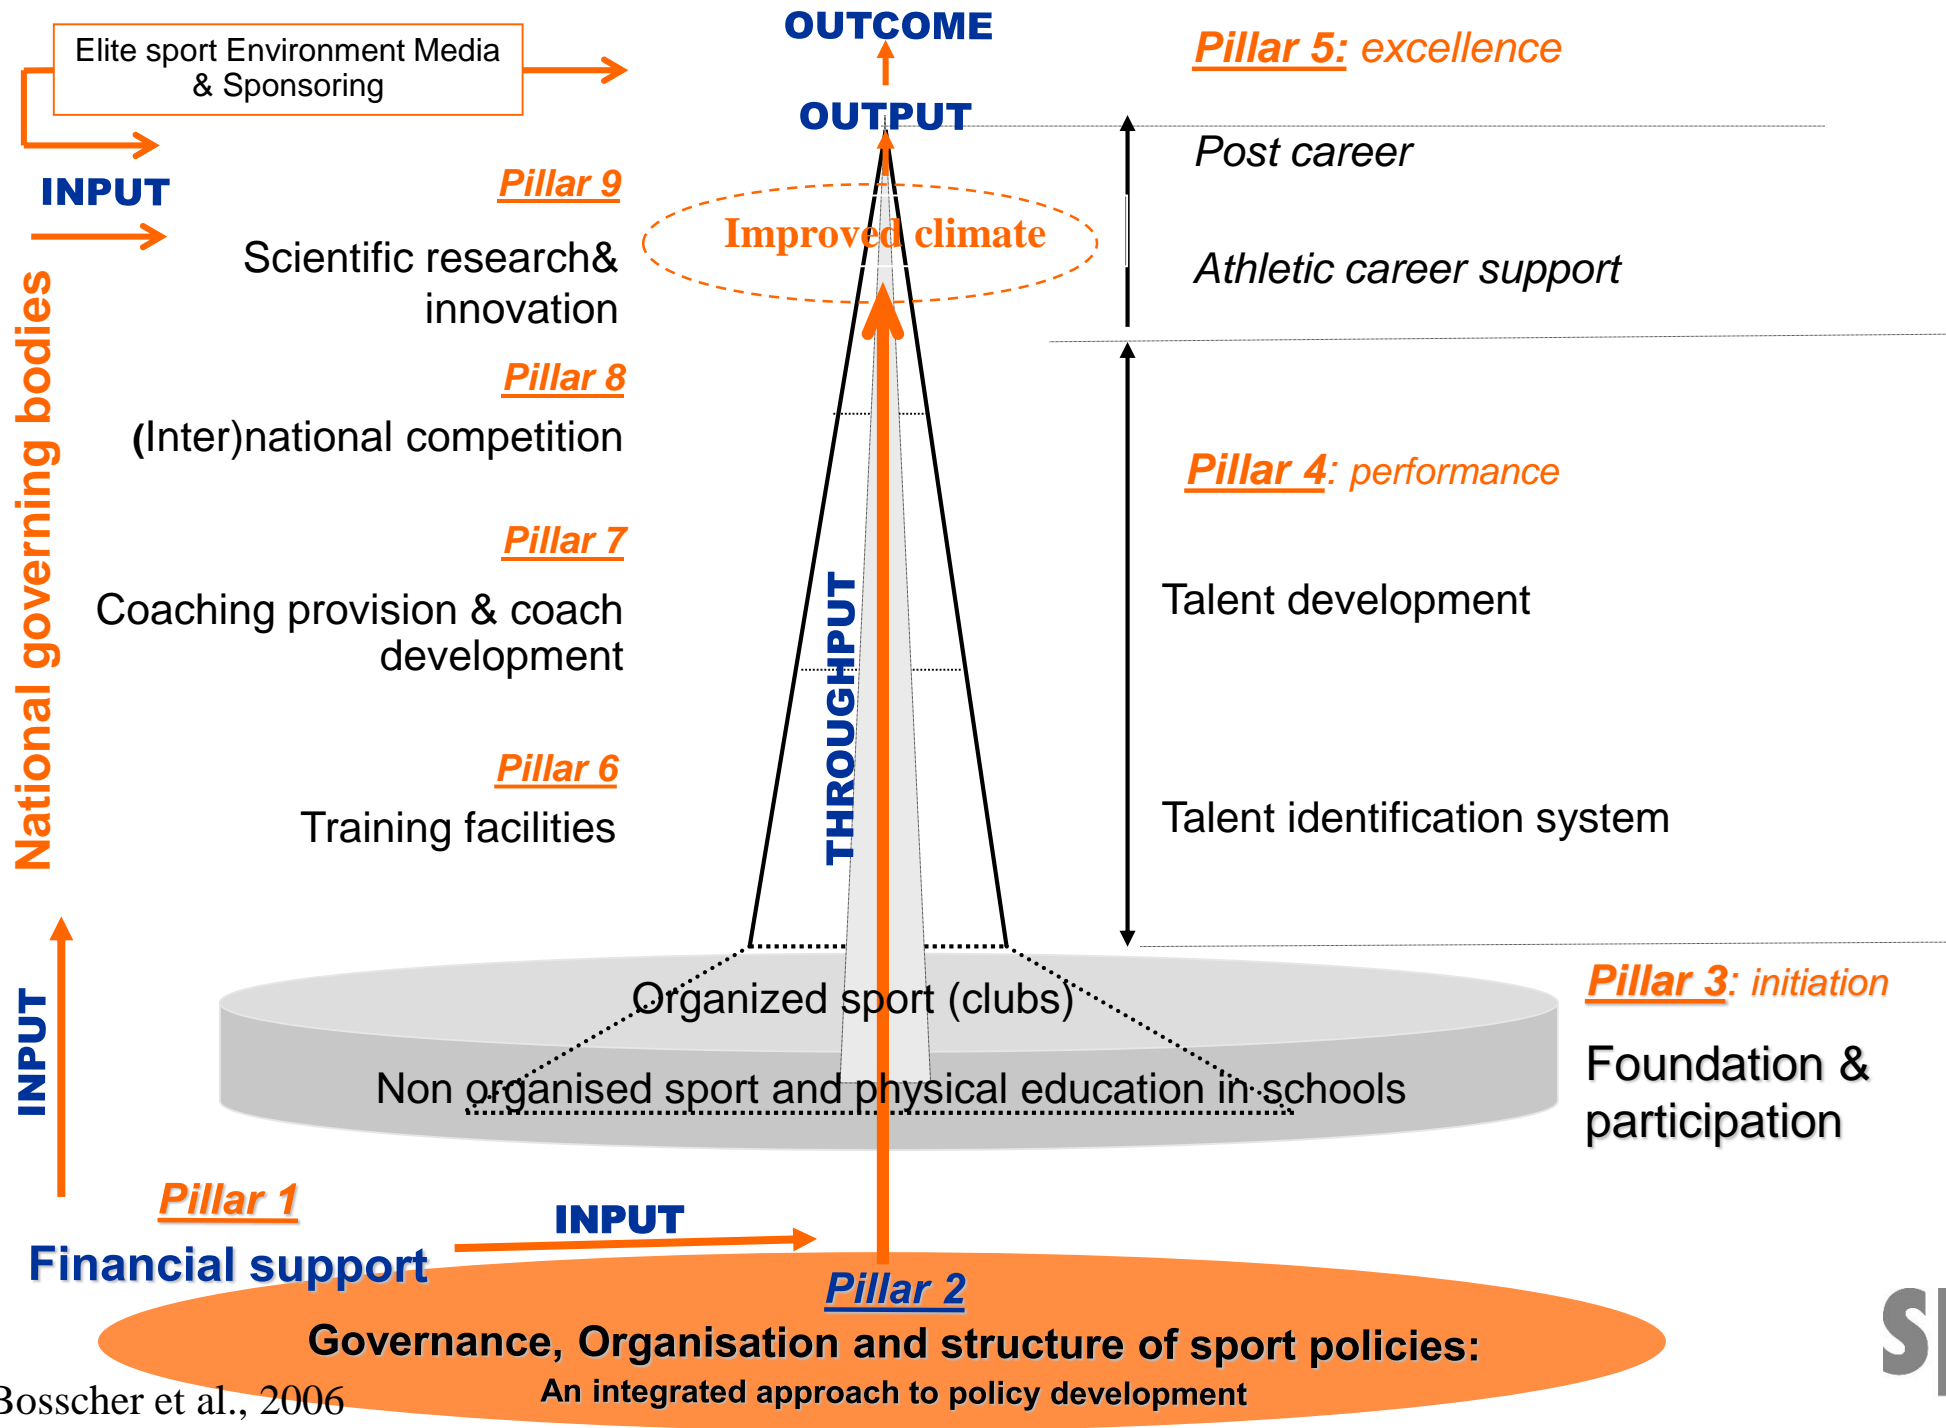 OUTCOME
Elite sport Environment Media
& Sponsoring
Pillar 5: excellence
OUTPUT
Post career
INPUT
Pillar 9
Improved climate
Scientific research&
innovation
Athletic career support
National governing bodies
Pillar 8
(Inter)national competition
Pillar 4: performance
Pillar 7
Coaching provision & coach
development
THROUGHPUT
Talent development
Pillar 6
Training facilities
Talent identification system
Organized sport (clubs)
Pillar 3: initiation
INPUT
Non organised sport and physical education in schools
Foundation &
participation
Pillar 1
INPUT
Financial support
Pillar 2
Governance, Organisation and structure of sport policies:
An integrated approach to policy development
Bosscher et al., 2006